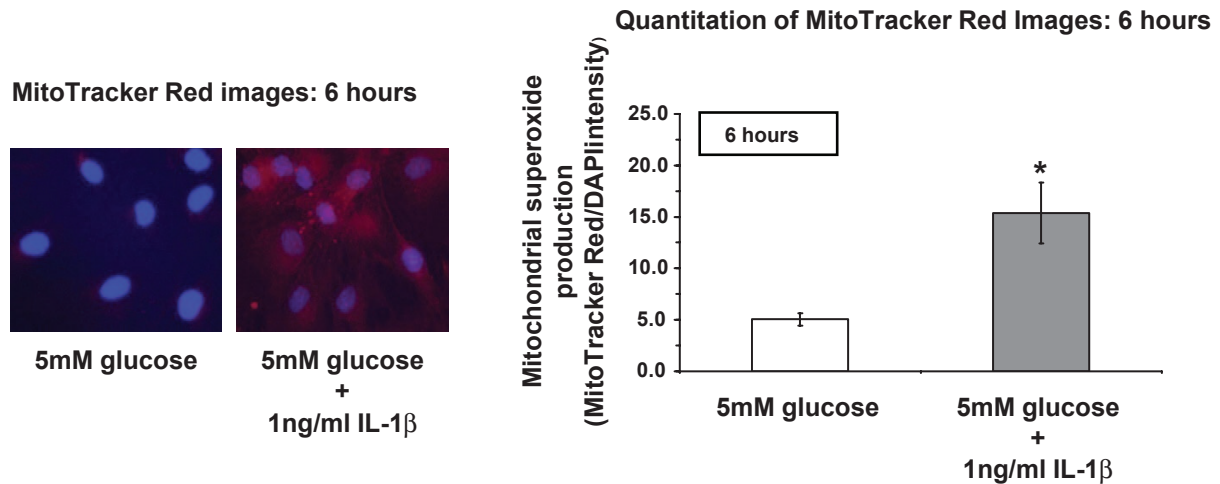 MitoTracker Red images: 6 hours
5mM glucose
5mM glucose
+
1ng/ml IL-1β
Quantitation of MitoTracker Red Images: 6 hours
Mitochondrial superoxide
production
(MitoTracker Red/DAPIintensity)
25.0
20.0
15.0
10.0
5.0
0.0
6 hours
*
5mM glucose
5mM glucose
+
1ng/ml IL-1β